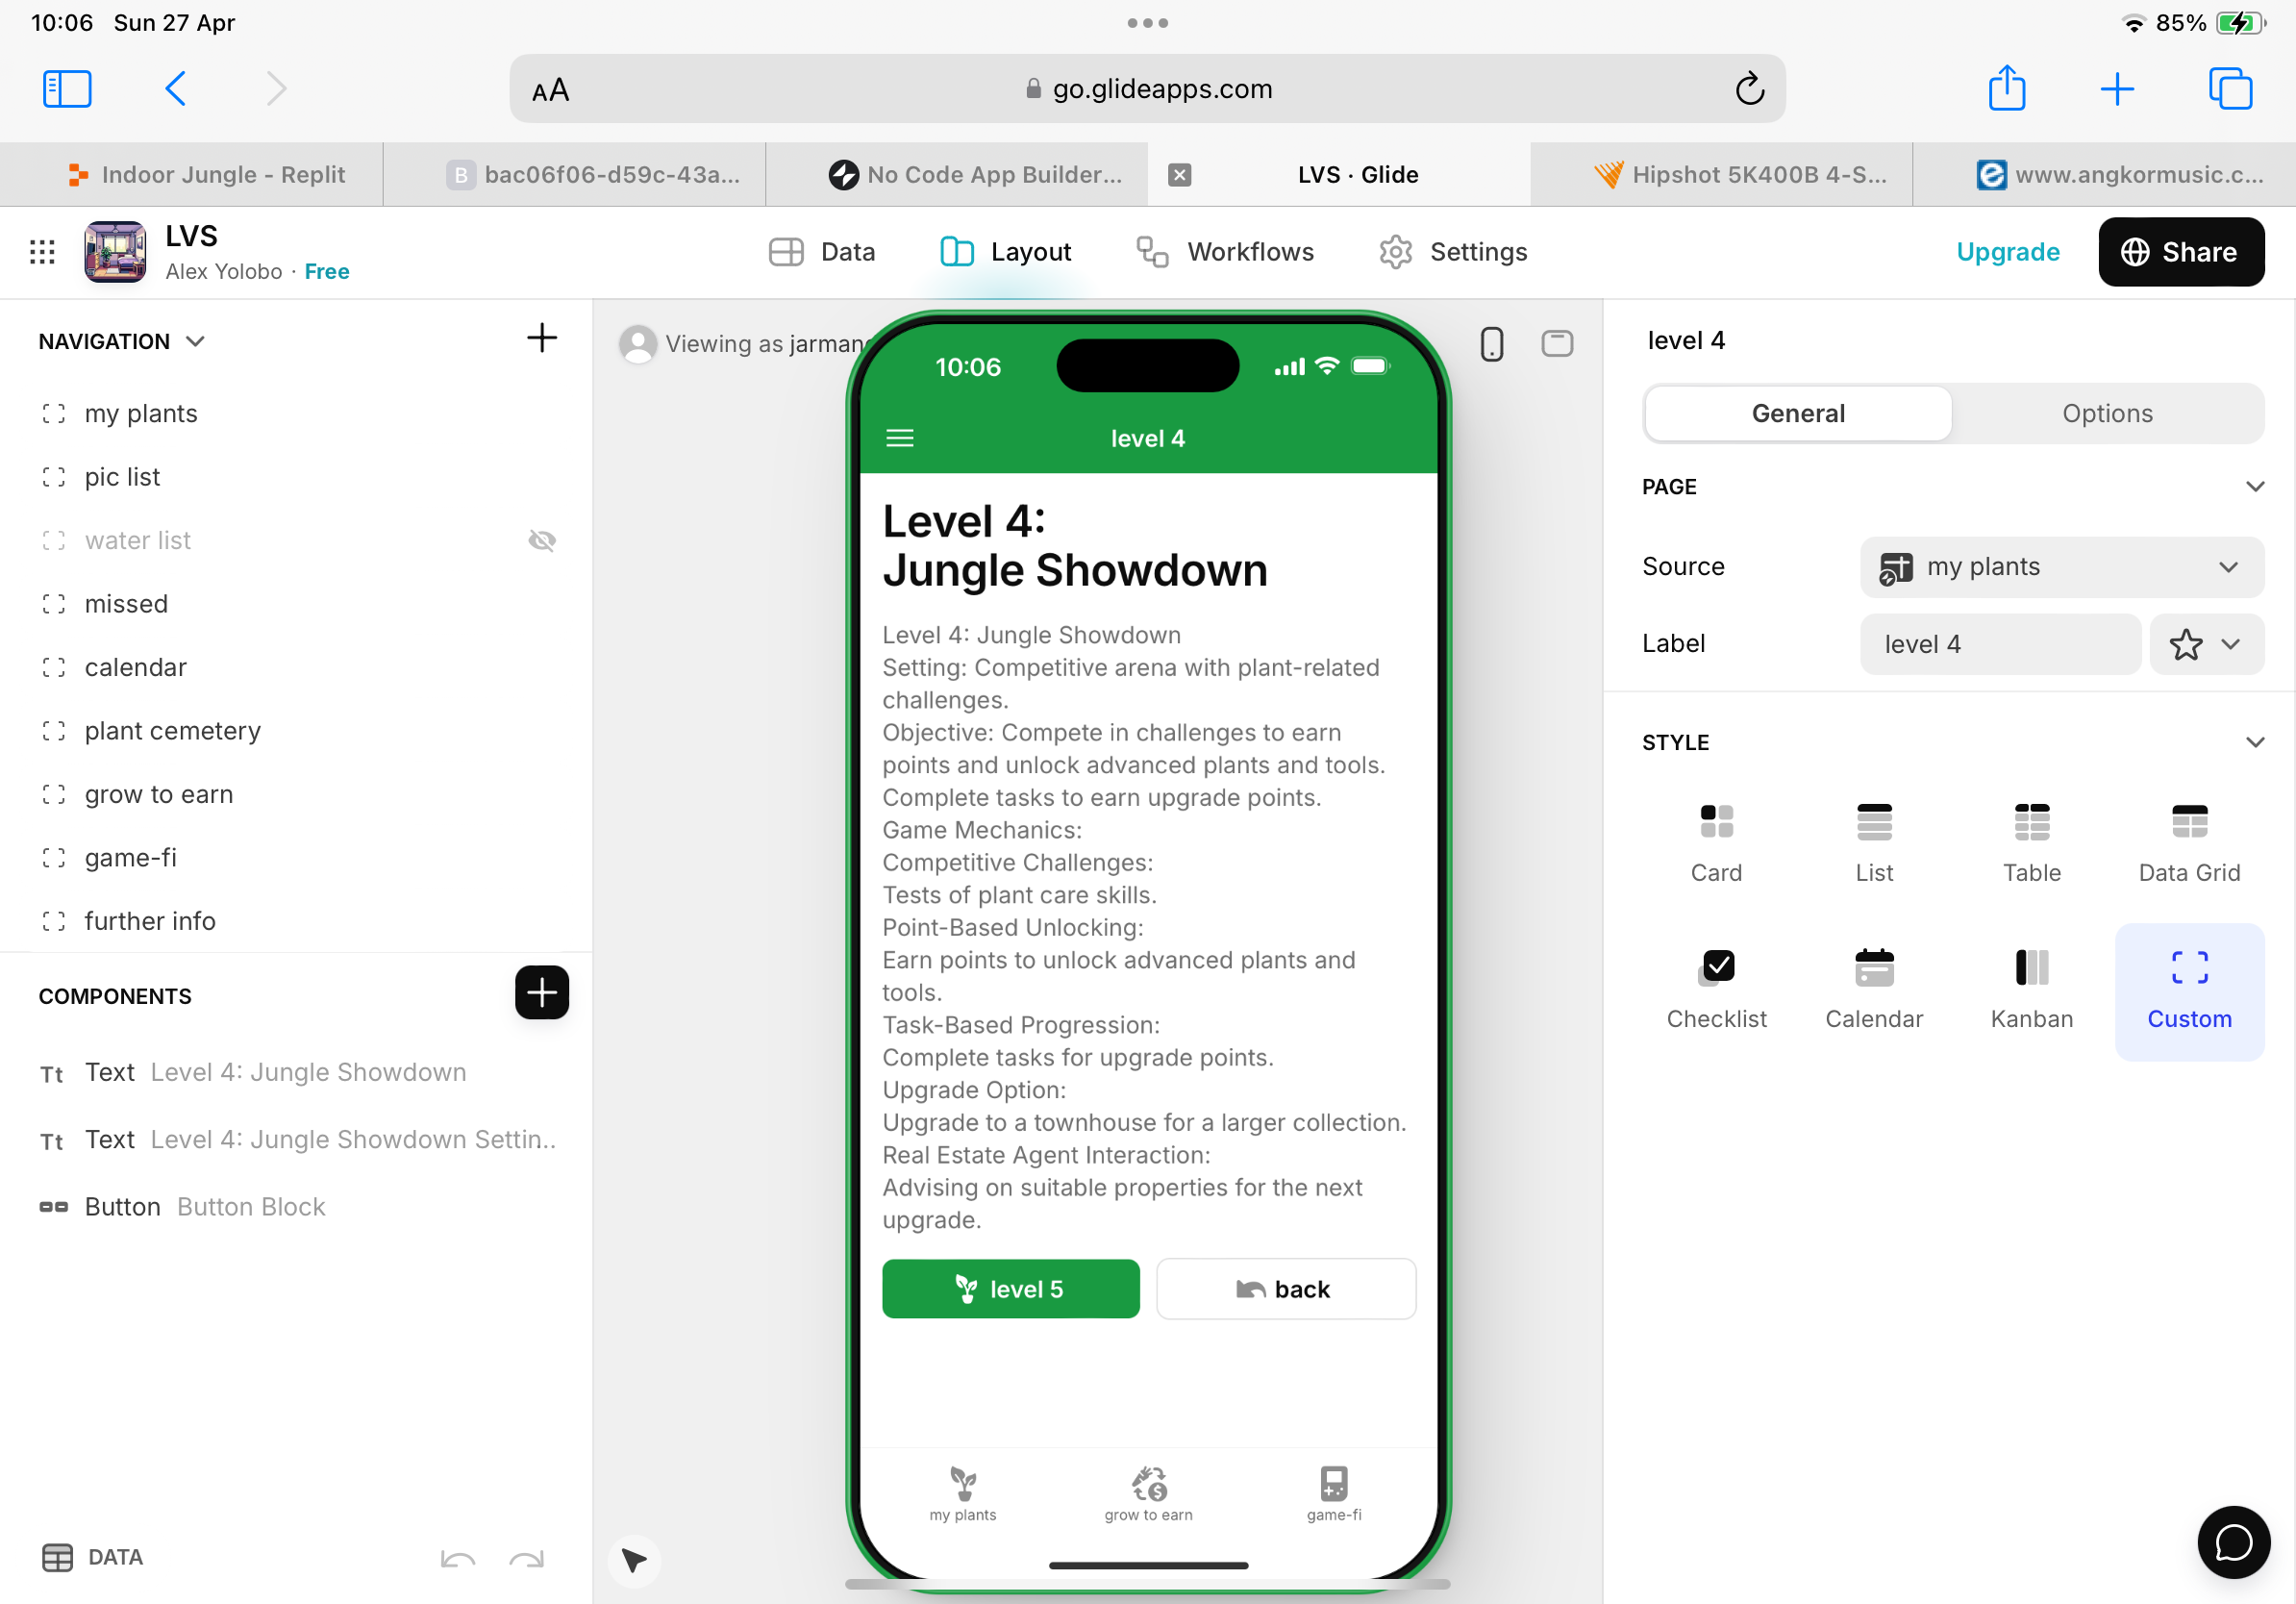 10:06 Sun 27 Apr
85%
AA
go.glideapps.com
Indoor Jungle - Replit
B bac06f06-d59c-43a...
No Code App Builder...
LVS · Glide
Hipshot 5K400B 4-S...
www.angkormusic.c...
LVS
Alex Yolobo · Free
Data
Layout
Workflows
Settings
Upgrade
Share
NAVIGATION
my plants
pic list
water list
missed
calendar
plant cemetery
grow to earn
game-fi
further info
COMPONENTS
Tt Text Level 4: Jungle Showdown
Tt Text Level 4: Jungle Showdown Settin..
Button Button Block
DATA
Viewing as jarman
10:06
level 4
Level 4:
Jungle Showdown
Level 4: Jungle Showdown
Setting: Competitive arena with plant-related
challenges.
Objective: Compete in challenges to earn
points and unlock advanced plants and tools.
Complete tasks to earn upgrade points.
Game Mechanics:
Competitive Challenges:
Tests of plant care skills.
Point-Based Unlocking:
Earn points to unlock advanced plants and
tools.
Task-Based Progression:
Complete tasks for upgrade points.
Upgrade Option:
Upgrade to a townhouse for a larger collection.
Real Estate Agent Interaction:
Advising on suitable properties for the next
upgrade.
level 5
back
my plants
grow to earn
game-fi
level 4
General
Options
PAGE
Source
my plants
Label
level 4
STYLE
Card
List
Table
Data Grid
Checklist
Calendar
Kanban
Custom